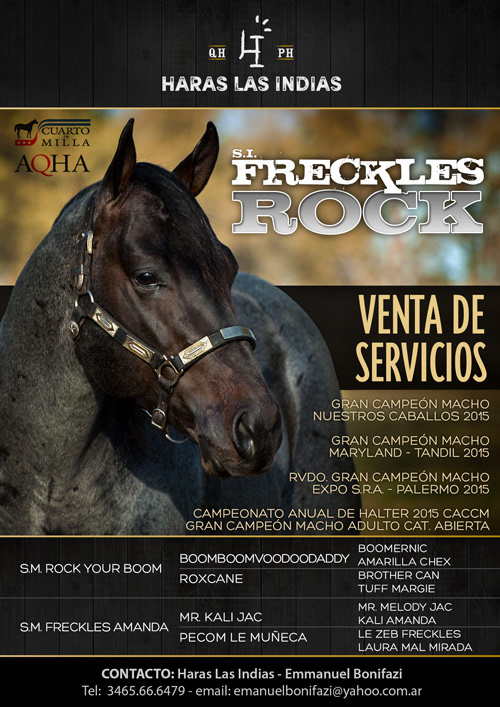 QH PH
HARAS LAS INDIAS
CUARTO
DE
MILLA
AQHA
S.I.
FRECKLES
ROCK
VENTA DE
SERVICIOS
GRAN CAMPEÓN MACHO
NUESTROS CABALLOS 2015
GRAN CAMPEÓN MACHO
MARYLAND - TANDIL 2015
RVDO. GRAN CAMPEÓN MACHO
EXPO S.R.A. - PALERMO 2015
CAMPEONATO ANUAL DE HALTER 2015 CACCM
GRAN CAMPEÓN MACHO ADULTO CAT. ABIERTA
S.M. ROCK YOUR BOOM
BOOMBOOMVOODOODADDY
BOOMERNIC
AMARILLA CHEX
ROXCANE
BROTHER CAN
TUFF MARGIE
S.M. FRECKLES AMANDA
MR. KALI JAC
MR. MELODY JAC
KALI AMANDA
PECOM LE MUÑECA
LE ZEB FRECKLES
LAURA MAL MIRADA
CONTACTO: Haras Las Indias - Emmanuel Bonifazi
Tel: 3465.66.6479 - email: emanuelbonifazi@yahoo.com.ar